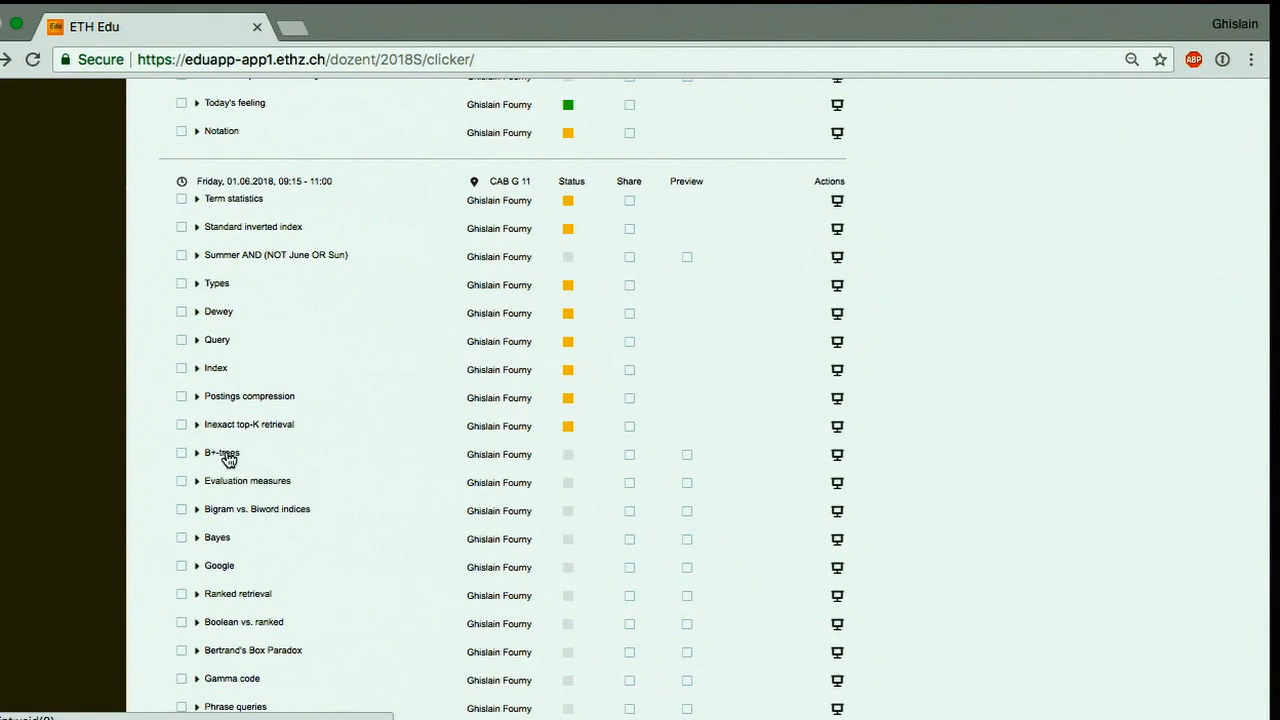 ETH Edu
Ghislain
Secure https://eduapp-app1.ethz.ch/dozent/2018S/clicker/
ABP
Today's feeling Ghislain Fourny
Notation Ghislain Fourny
Friday, 01.06.2018, 09:15 - 11:00 CAB G 11 Status Share Preview Actions
Term statistics Ghislain Fourny
Standard inverted index Ghislain Fourny
Summer AND (NOT June OR Sun) Ghislain Fourny
Types Ghislain Fourny
Dewey Ghislain Fourny
Query Ghislain Fourny
Index Ghislain Fourny
Postings compression Ghislain Fourny
Inexact top-K retrieval Ghislain Fourny
B+-trees Ghislain Fourny
Evaluation measures Ghislain Fourny
Bigram vs. Biword indices Ghislain Fourny
Bayes Ghislain Fourny
Google Ghislain Fourny
Ranked retrieval Ghislain Fourny
Boolean vs. ranked Ghislain Fourny
Bertrand's Box Paradox Ghislain Fourny
Gamma code Ghislain Fourny
Phrase queries Ghislain Fourny